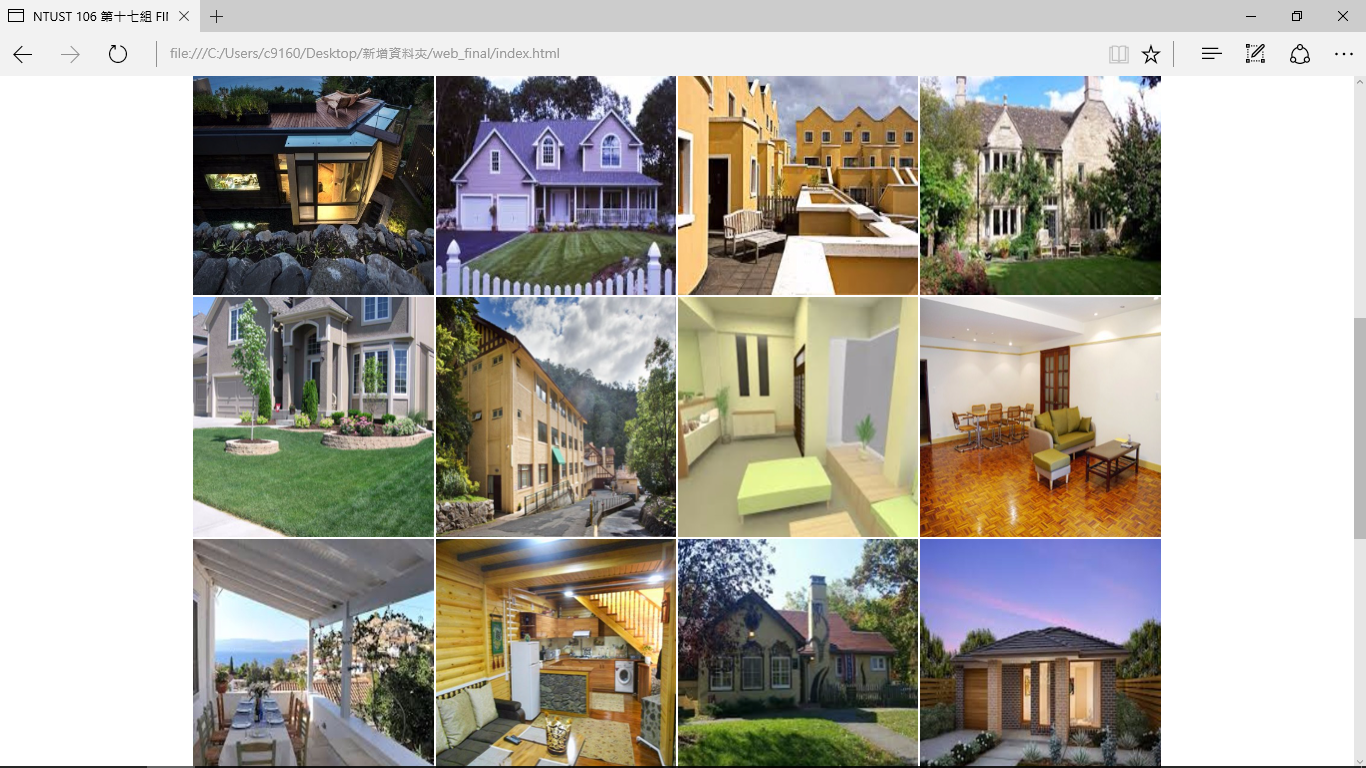 NTUST 106 第十七組 FII
file:///C:/Users/c9160/Desktop/新增資料夾/web_final/index.html